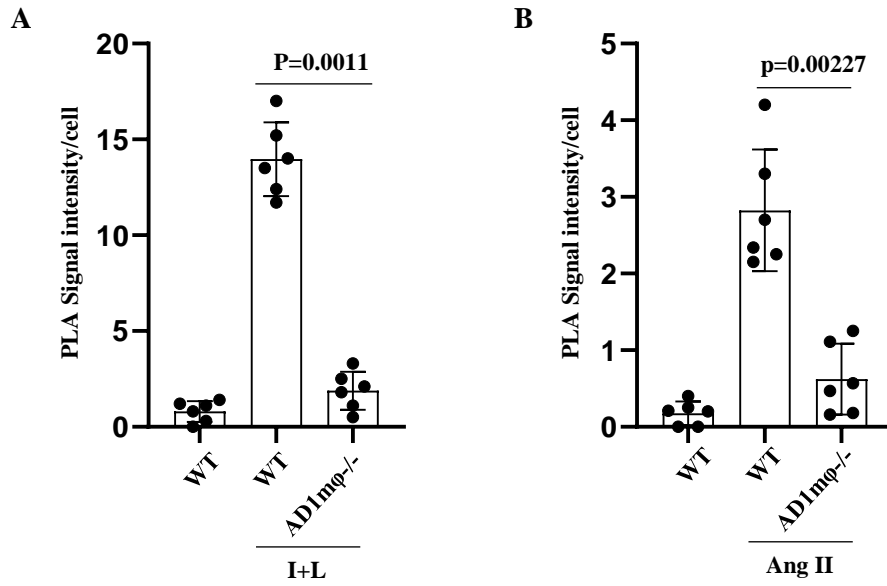 A
PLA Signal intensity/cell
20
15
10
5
0
P=0.0011
WT
WT
AD1mφ-/-
I+L
B
PLA Signal intensity/cell
5
4
3
2
1
0
p=0.00227
WT
WT
AD1mφ-/-
Ang II